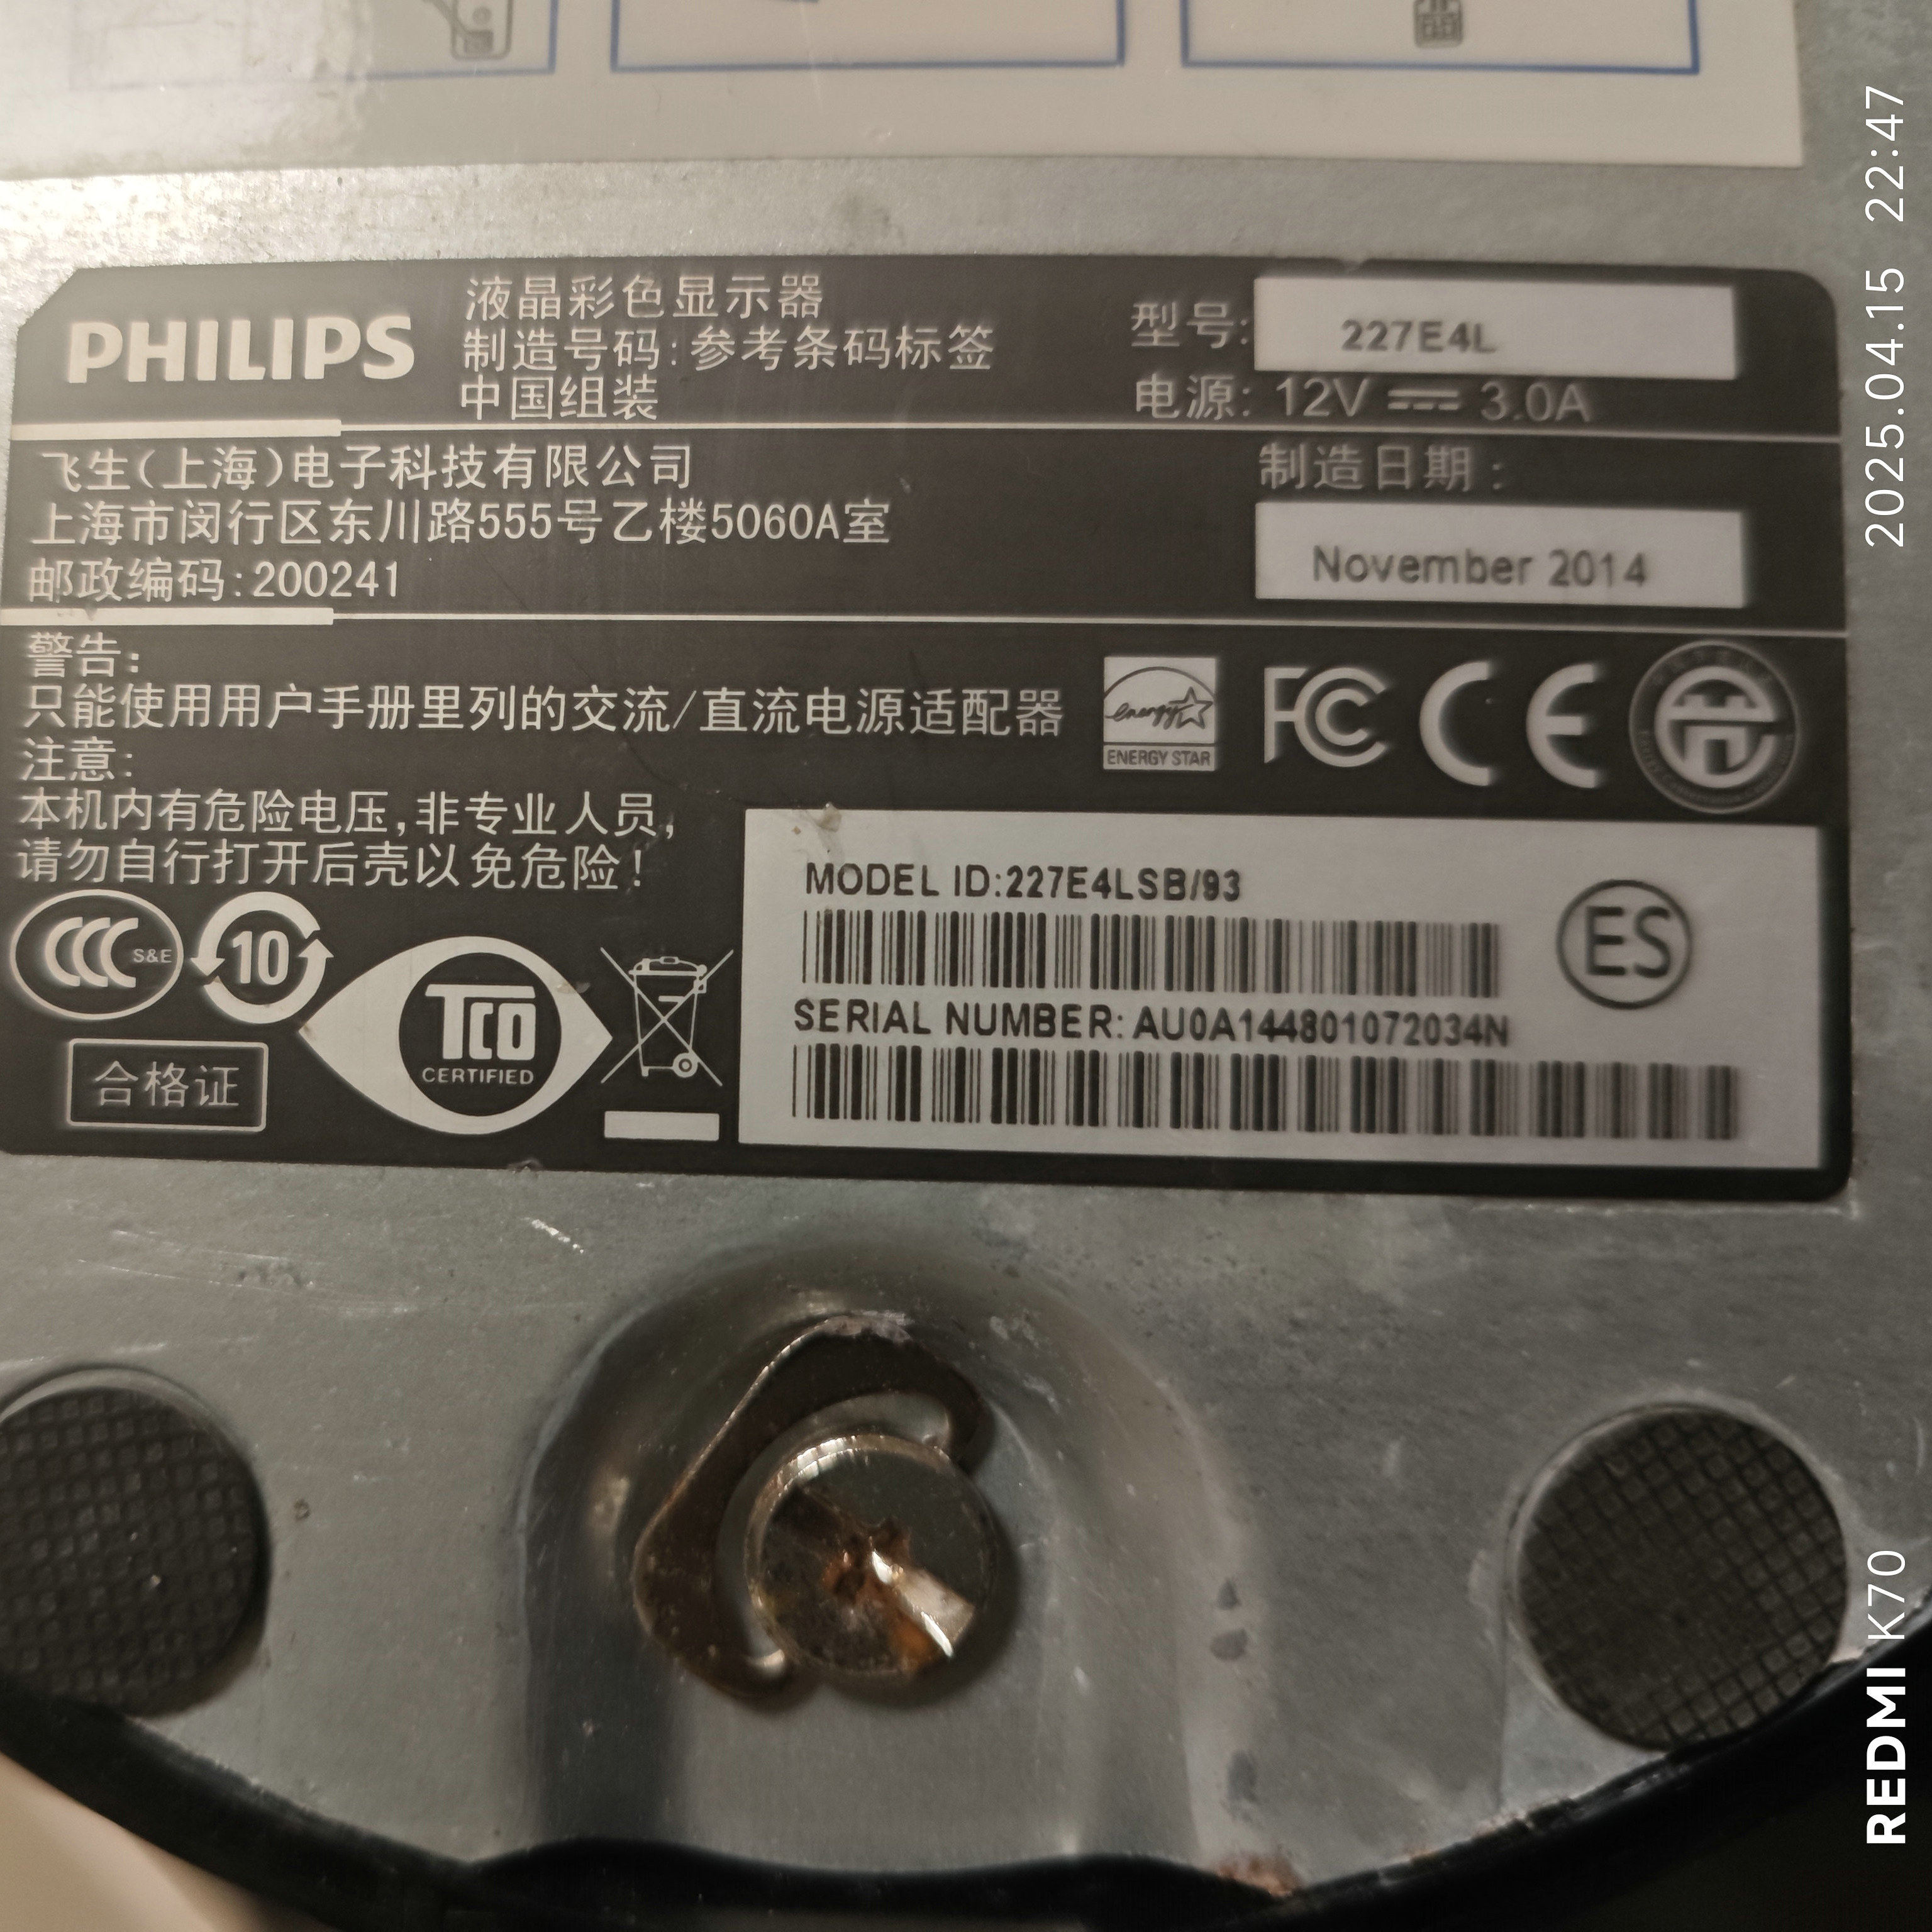 PHILIPS
液晶彩色显示器
制造号码:参考条码标签
中国组装
型号: 227E4L
电源: 12V ⎓ 3.0A
飞生(上海)电子科技有限公司
上海市闵行区东川路555号乙楼5060A室
邮政编码:200241
制造日期:
November 2014
警告:
只能使用用户手册里列的交流/直流电源适配器
注意:
本机内有危险电压,非专业人员,
请勿自行打开后壳以免危险!
energy
ENERGY STAR
FC CE
CCC S&E
10
TCO
CERTIFIED
合格证
MODEL ID:227E4LSB/93
ES
SERIAL NUMBER: AU0A144801072034N
2025.04.15 22:47
REDMI K70